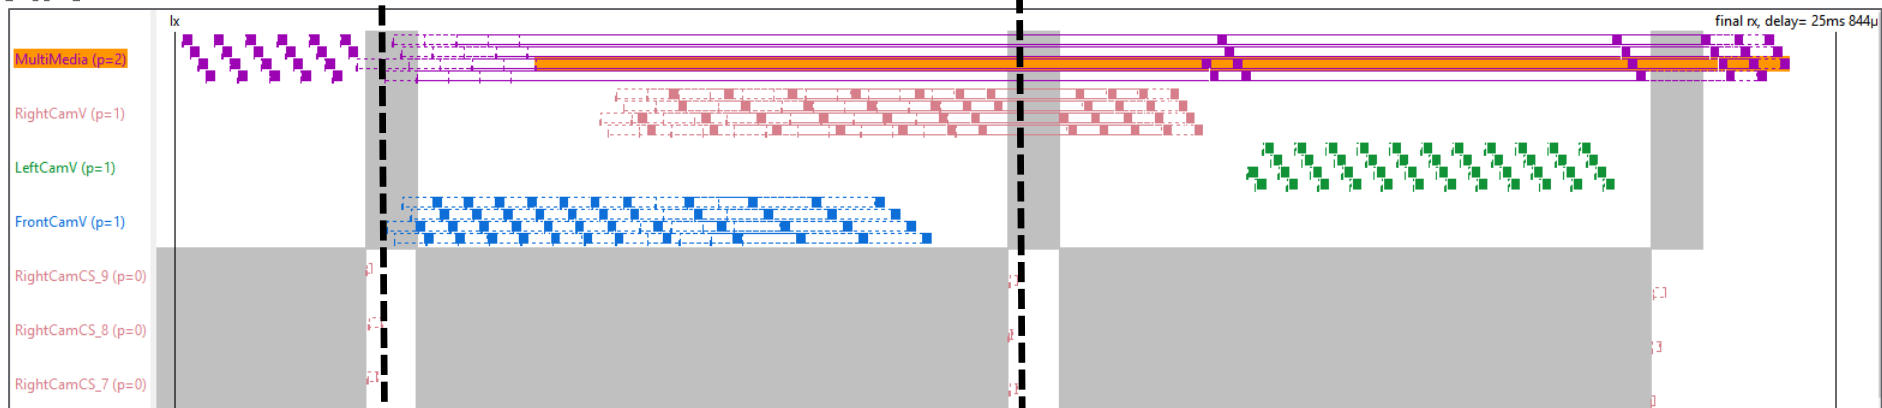 lx
final rx, delay= 25ms 844µ
MultiMedia (p=2)
RightCamV (p=1)
LeftCamV (p=1)
FrontCamV (p=1)
RightCamCS_9 (p=0)
RightCamCS_8 (p=0)
RightCamCS_7 (p=0)